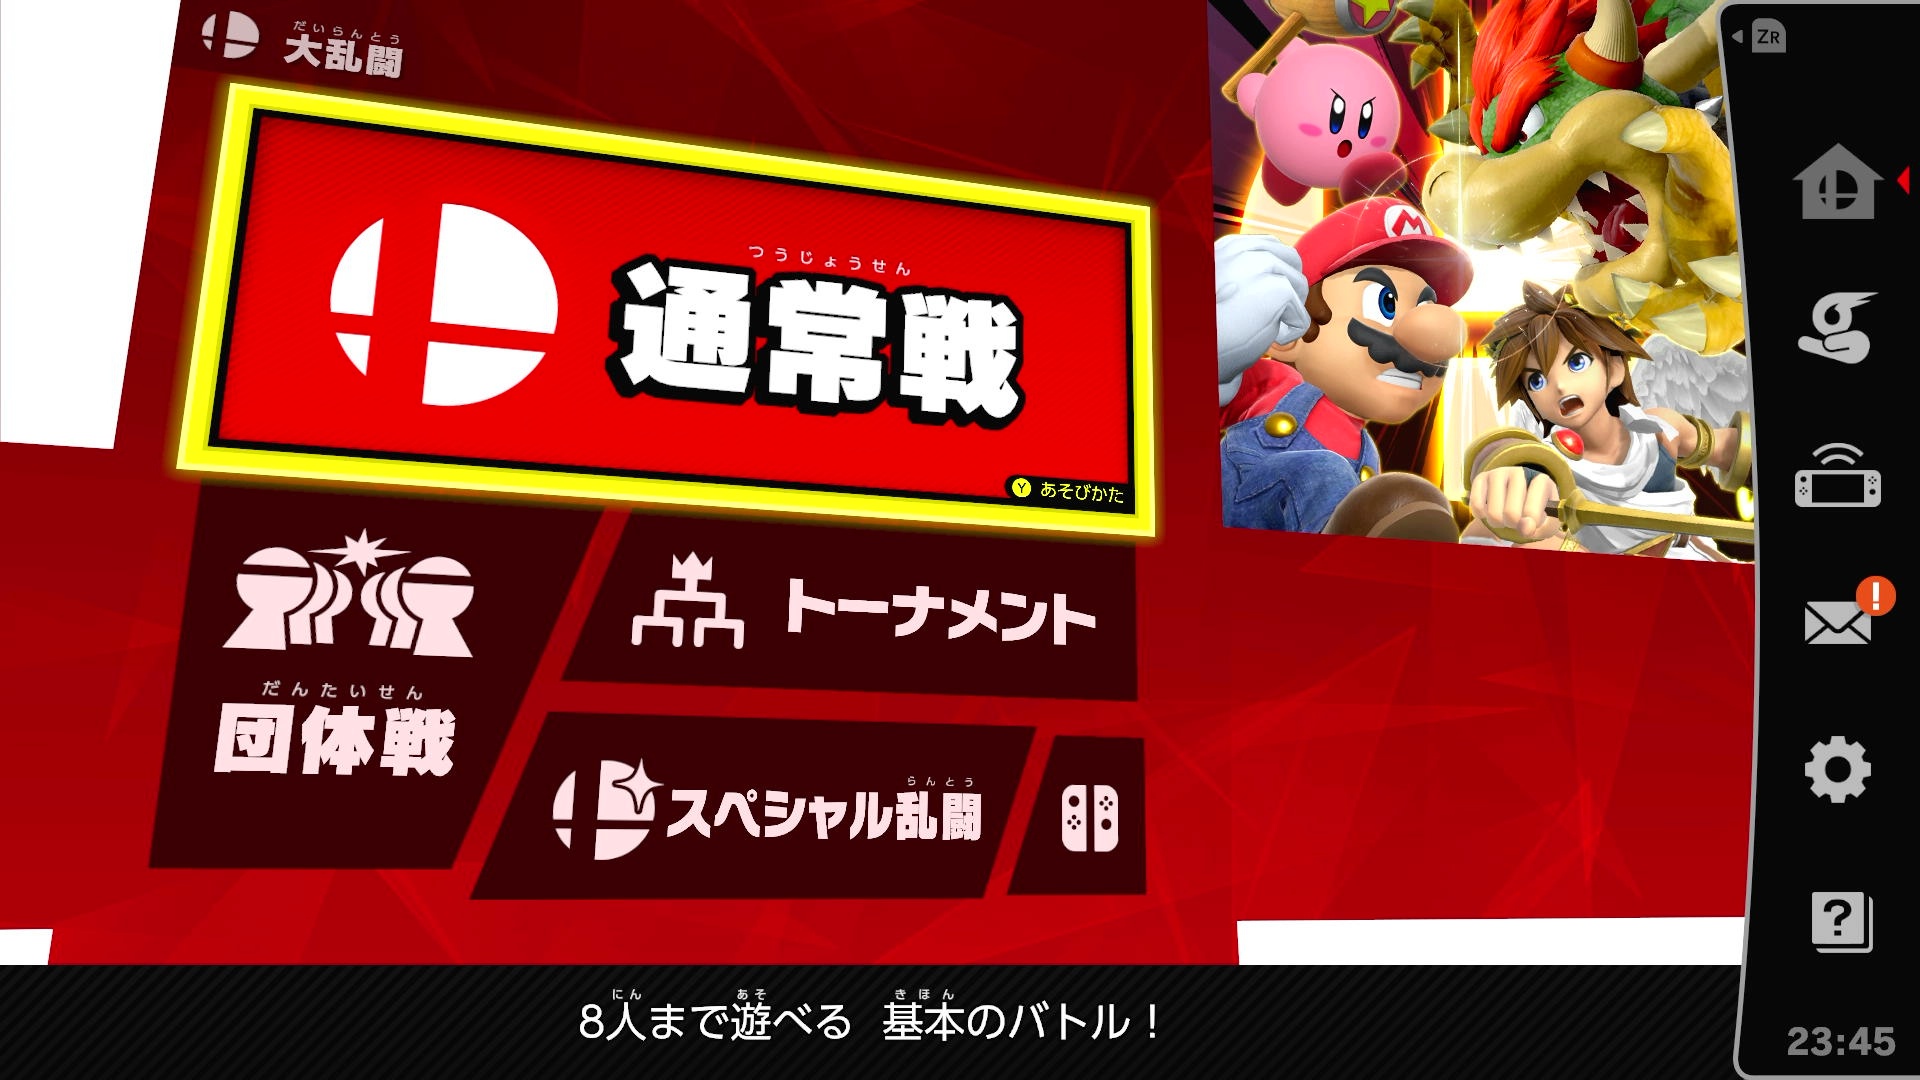 だいらんとう
大乱闘
ZR
つうじょうせん
通常戦
Y あそびかた
トーナメント
だんたいせん
団体戦
らんとう
スペシャル乱闘
にん あそ きほん
8人まで遊べる 基本のバトル！
23:45